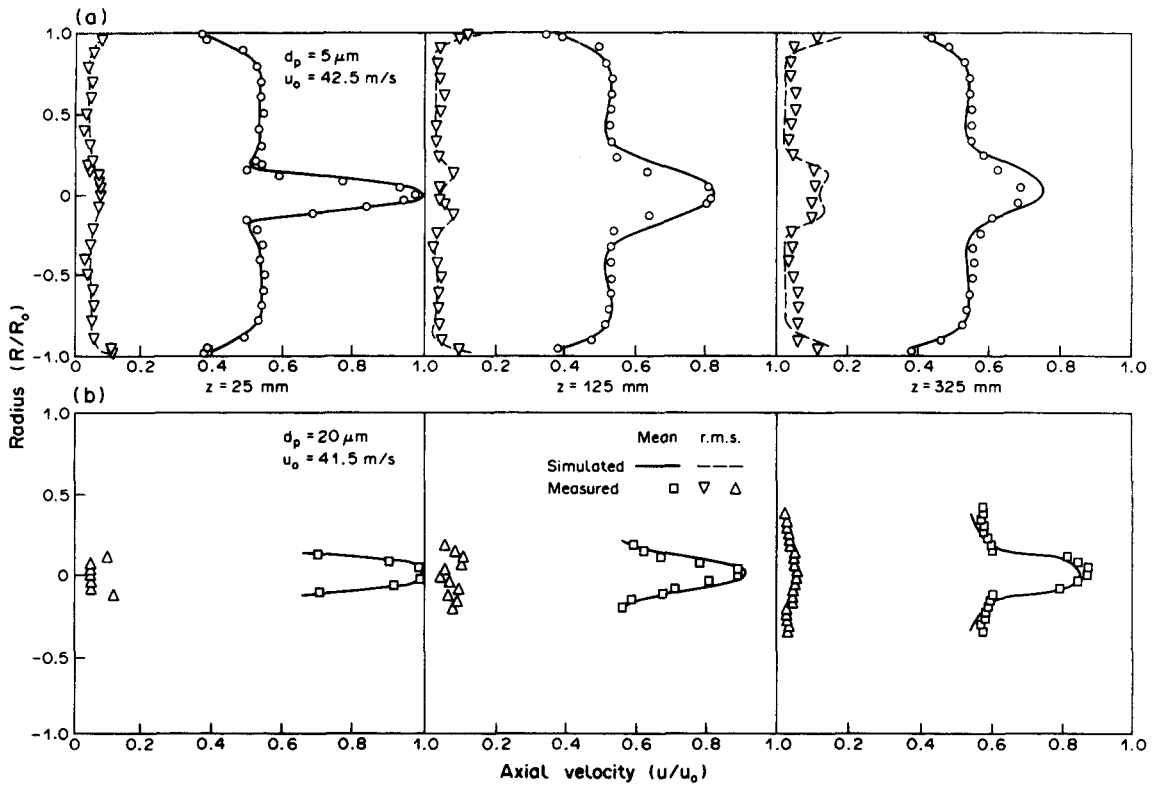 (a)
1.0
0.5
0
-0.5
-1.0
d_p = 5 μm
u_o = 42.5 m/s
0 0.2 0.4 0.6 0.8 1.0 0.2 0.4 0.6 0.8 1.0 0.2 0.4 0.6 0.8 1.0
z = 25 mm z = 125 mm z = 325 mm
(b)
1.0
0.5
0
-0.5
-1.0
d_p = 20 μm
u_o = 41.5 m/s
Mean r.m.s.
Simulated
Measured
0 0.2 0.4 0.6 0.8 1.0 0.2 0.4 0.6 0.8 1.0 0.2 0.4 0.6 0.8 1.0
Radius (R/R_o)
Axial velocity (u/u_o)